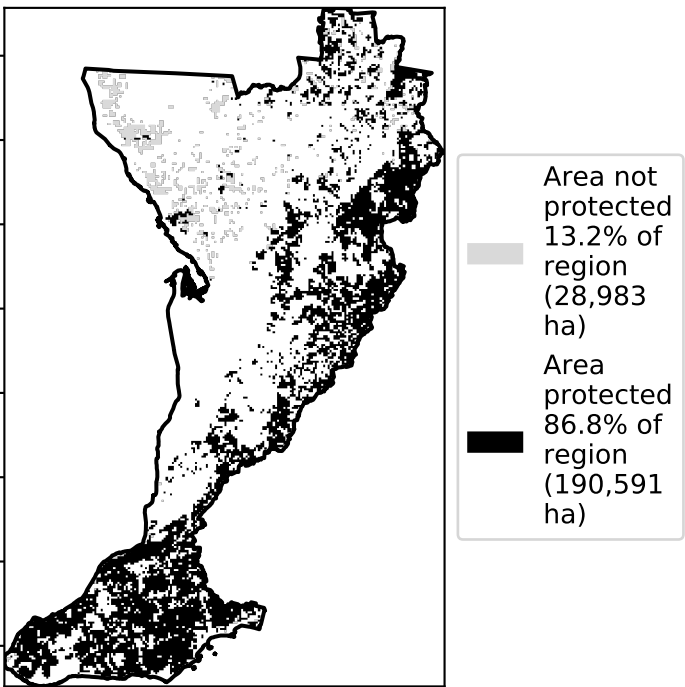 Area not
protected
13.2% of
region
(28,983
ha)
Area
protected
86.8% of
region
(190,591
ha)